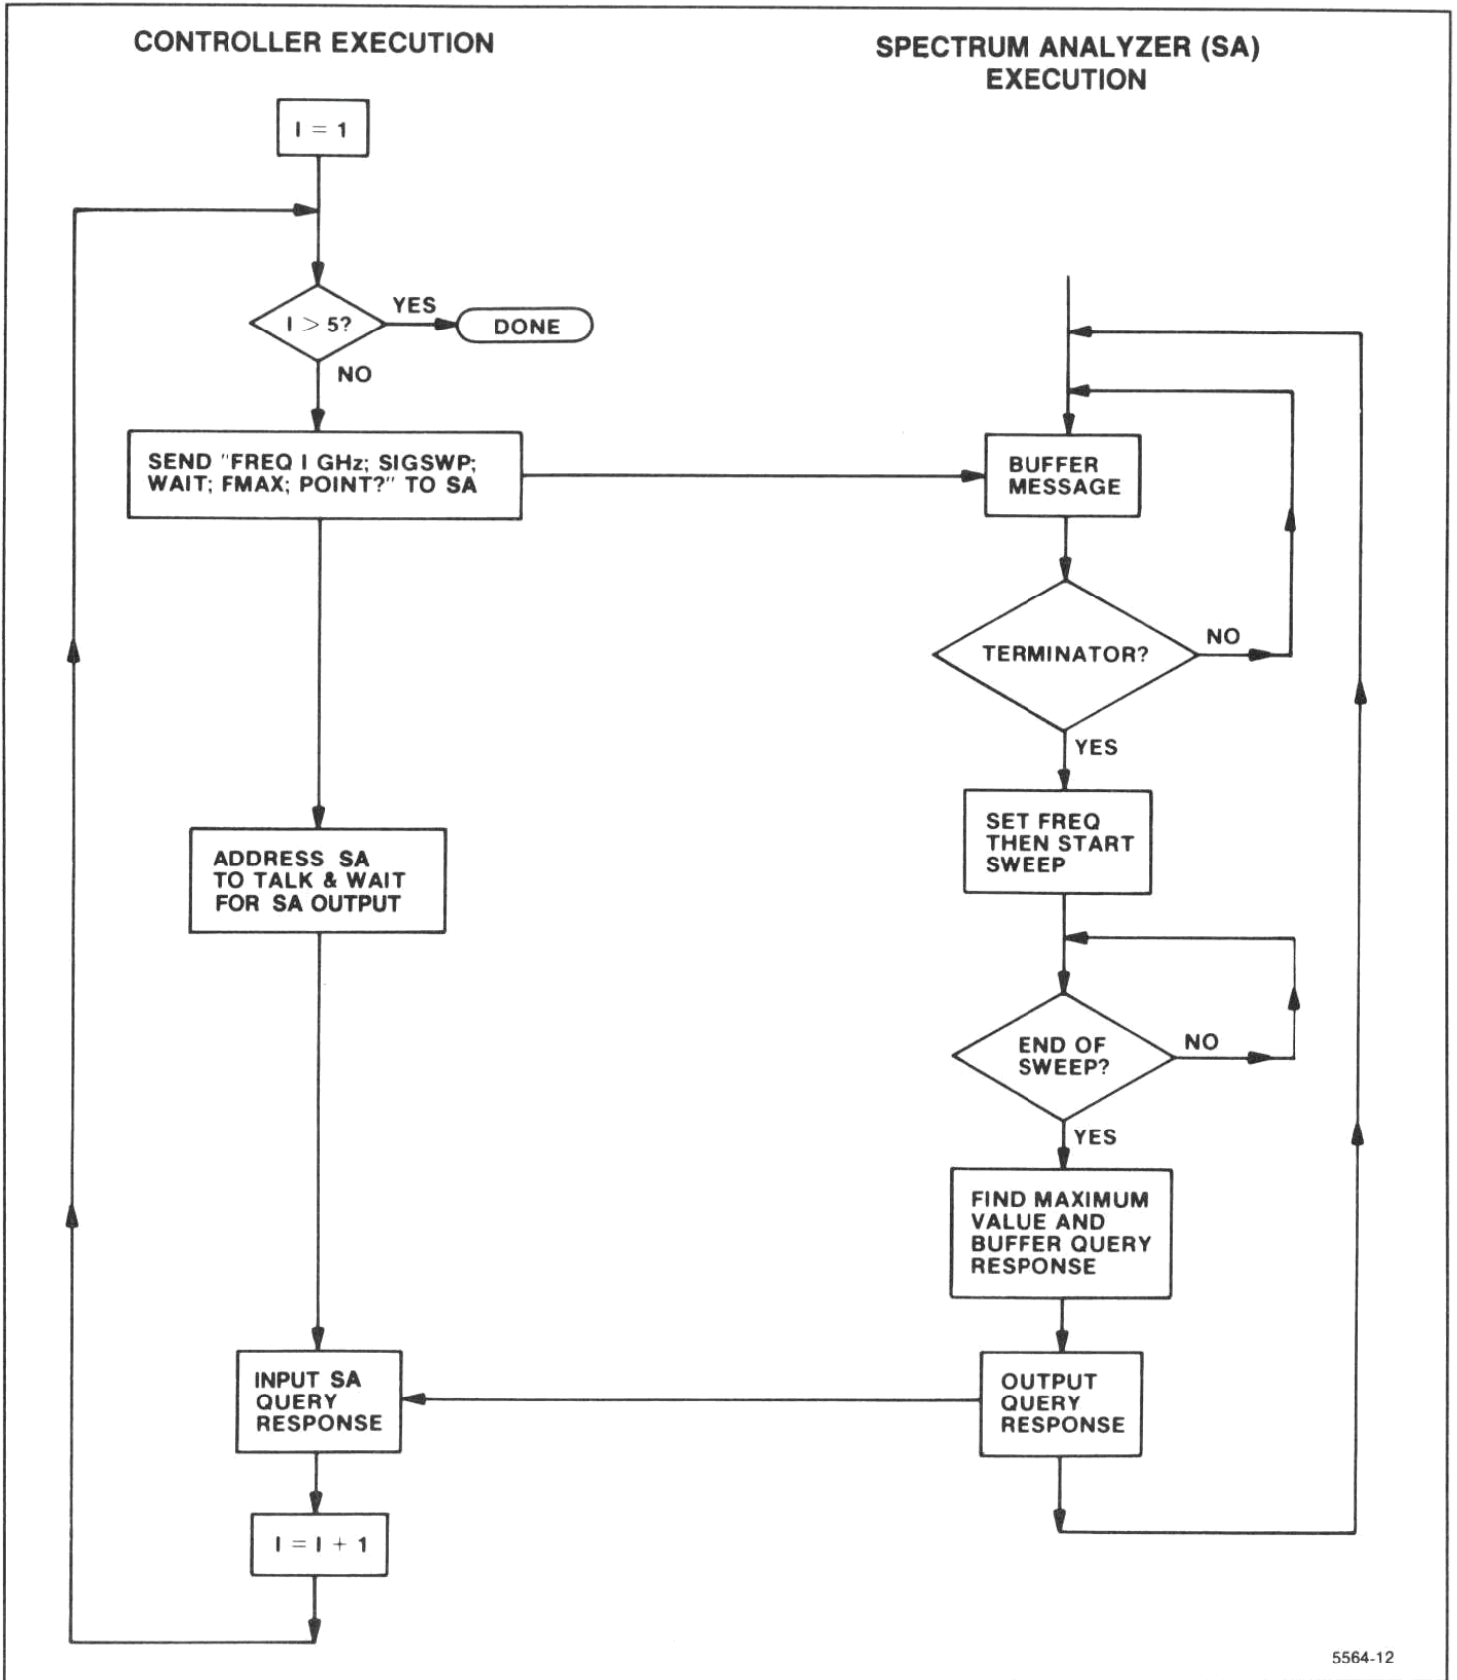 CONTROLLER EXECUTION
SPECTRUM ANALYZER (SA)
EXECUTION
I = 1
I > 5?
YES
DONE
NO
SEND "FREQ I GHz; SIGSWP;
WAIT; FMAX; POINT?" TO SA
BUFFER
MESSAGE
TERMINATOR?
NO
YES
SET FREQ
THEN START
SWEEP
ADDRESS SA
TO TALK & WAIT
FOR SA OUTPUT
END OF
SWEEP?
NO
YES
FIND MAXIMUM
VALUE AND
BUFFER QUERY
RESPONSE
INPUT SA
QUERY
RESPONSE
OUTPUT
QUERY
RESPONSE
I = I + 1
5564-12